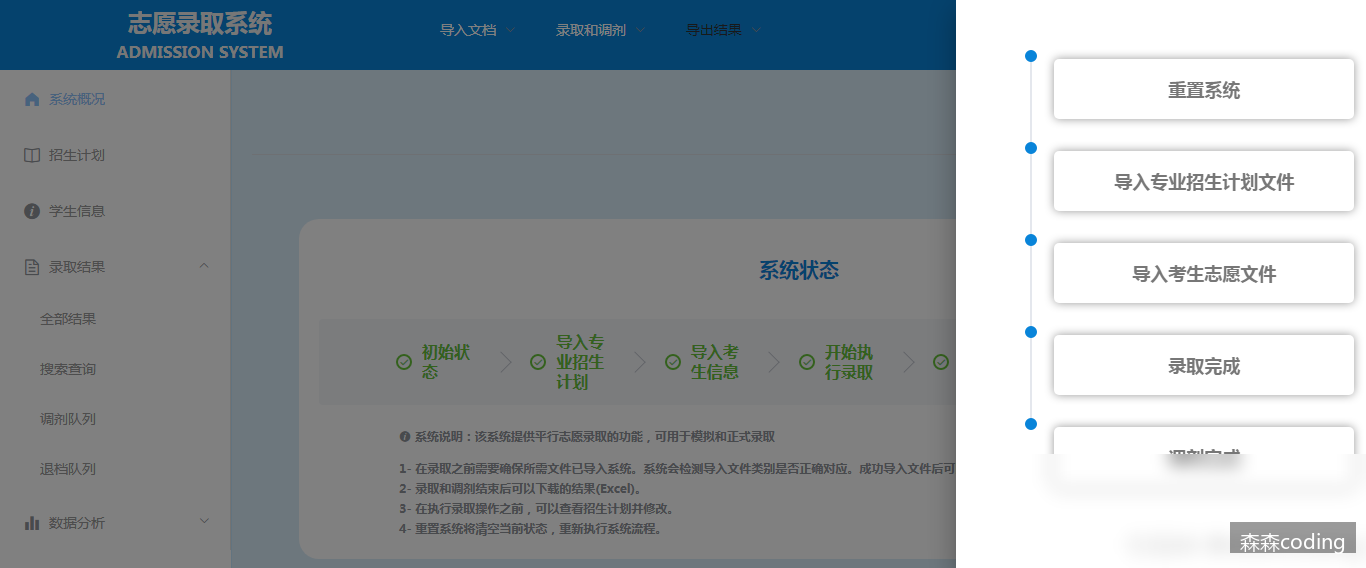 志愿录取系统
ADMISSION SYSTEM
导入文档
录取和调剂
导出结果
系统概况
招生计划
学生信息
录取结果
全部结果
搜索查询
调剂队列
退档队列
数据分析
系统状态
初始状
态
导入专
业招生
计划
导入考
生信息
开始执
行录取
系统说明：该系统提供平行志愿录取的功能，可用于模拟和正式录取
1- 在录取之前需要确保所需文件已导入系统。系统会检测导入文件类别是否正确对应。成功导入文件后可
2- 录取和调剂结束后可以下载的结果(Excel)。
3- 在执行录取操作之前，可以查看招生计划并修改。
4- 重置系统将清空当前状态，重新执行系统流程。
重置系统
导入专业招生计划文件
导入考生志愿文件
录取完成
调剂完成
森森coding